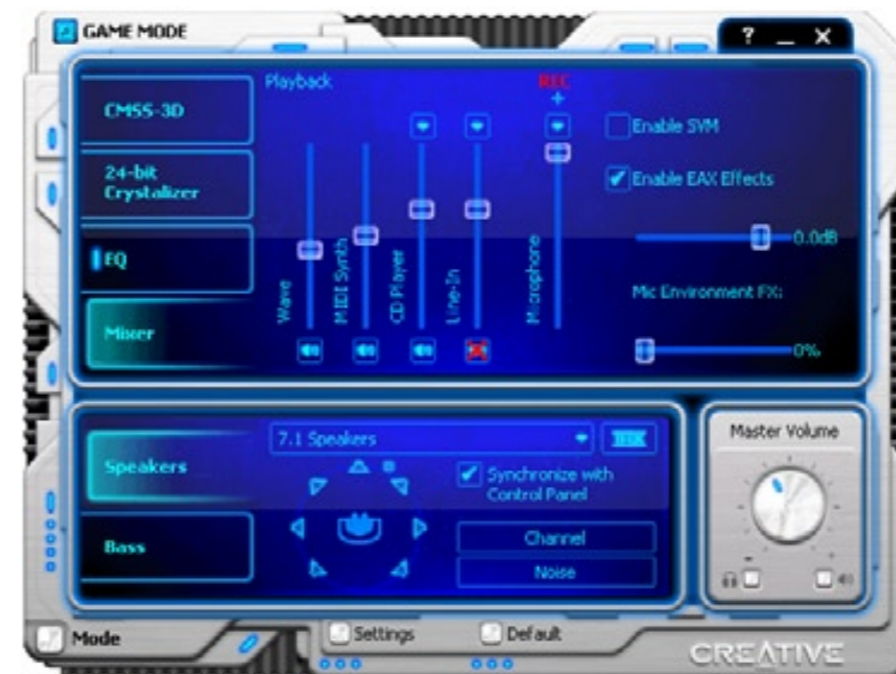 GAME MODE
? _ X
CMSS-3D
24-bit
Crystalizer
EQ
Mixer
Playback
REC
+
Wave
MIDI Synth
CD Player
Line-In
Microphone
Enable SVM
Enable EAX Effects
0.0dB
Mic Environment FX:
0%
Speakers
Bass
7.1 Speakers
THX
Synchronize with
Control Panel
Channel
Noise
Master Volume
- +
Mode
Settings
Default
CREATIVE